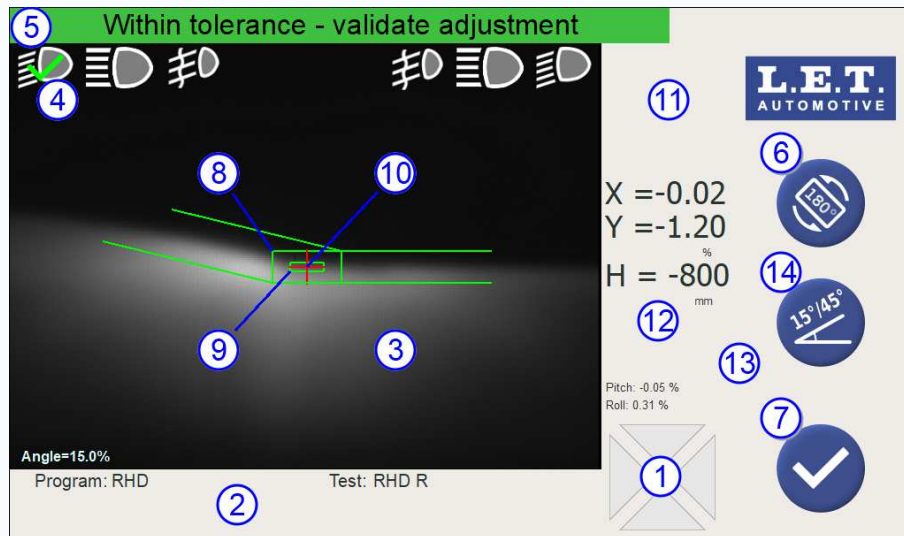 5
Within tolerance - validate adjustment
4
11
L.E.T.
AUTOMOTIVE
6
180°
8
10
X =-0.02
Y =-1.20
%
H = -800
mm
14
15°/45°
12
9
3
13
Pitch: -0.05 %
Roll: 0.31 %
7
Angle=15.0%
1
Program: RHD
Test: RHD R
2